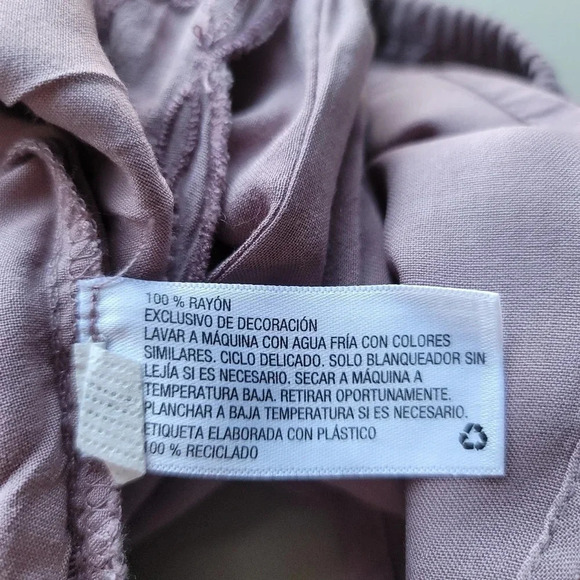 100 % RAYÓN
EXCLUSIVO DE DECORACIÓN
LAVAR A MÁQUINA CON AGUA FRÍA CON COLORES
SIMILARES. CICLO DELICADO. SOLO BLANQUEADOR SIN
LEJÍA SI ES NECESARIO. SECAR A MÁQUINA A
TEMPERATURA BAJA. RETIRAR OPORTUNAMENTE.
PLANCHAR A BAJA TEMPERATURA SI ES NECESARIO.
ETIQUETA ELABORADA CON PLÁSTICO
100 % RECICLADO